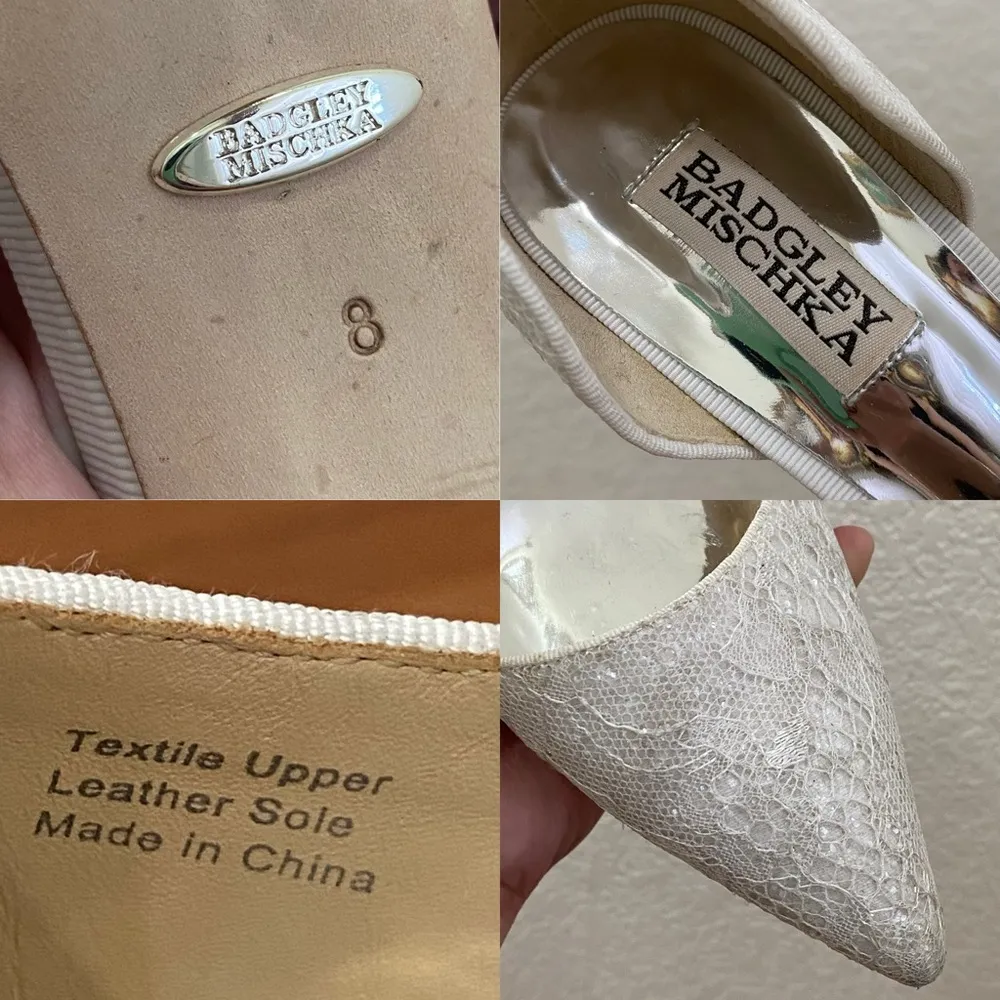 BADGLEY
MISCHKA
8
BADGLEY
MISCHKA
Textile Upper
Leather Sole
Made in China